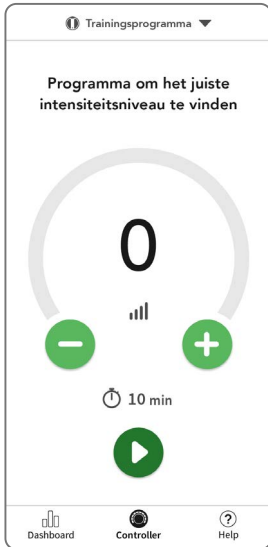 Trainingsprogramma
Programma om het juiste
intensiteitsniveau te vinden
0
10 min
Dashboard
Controller
Help